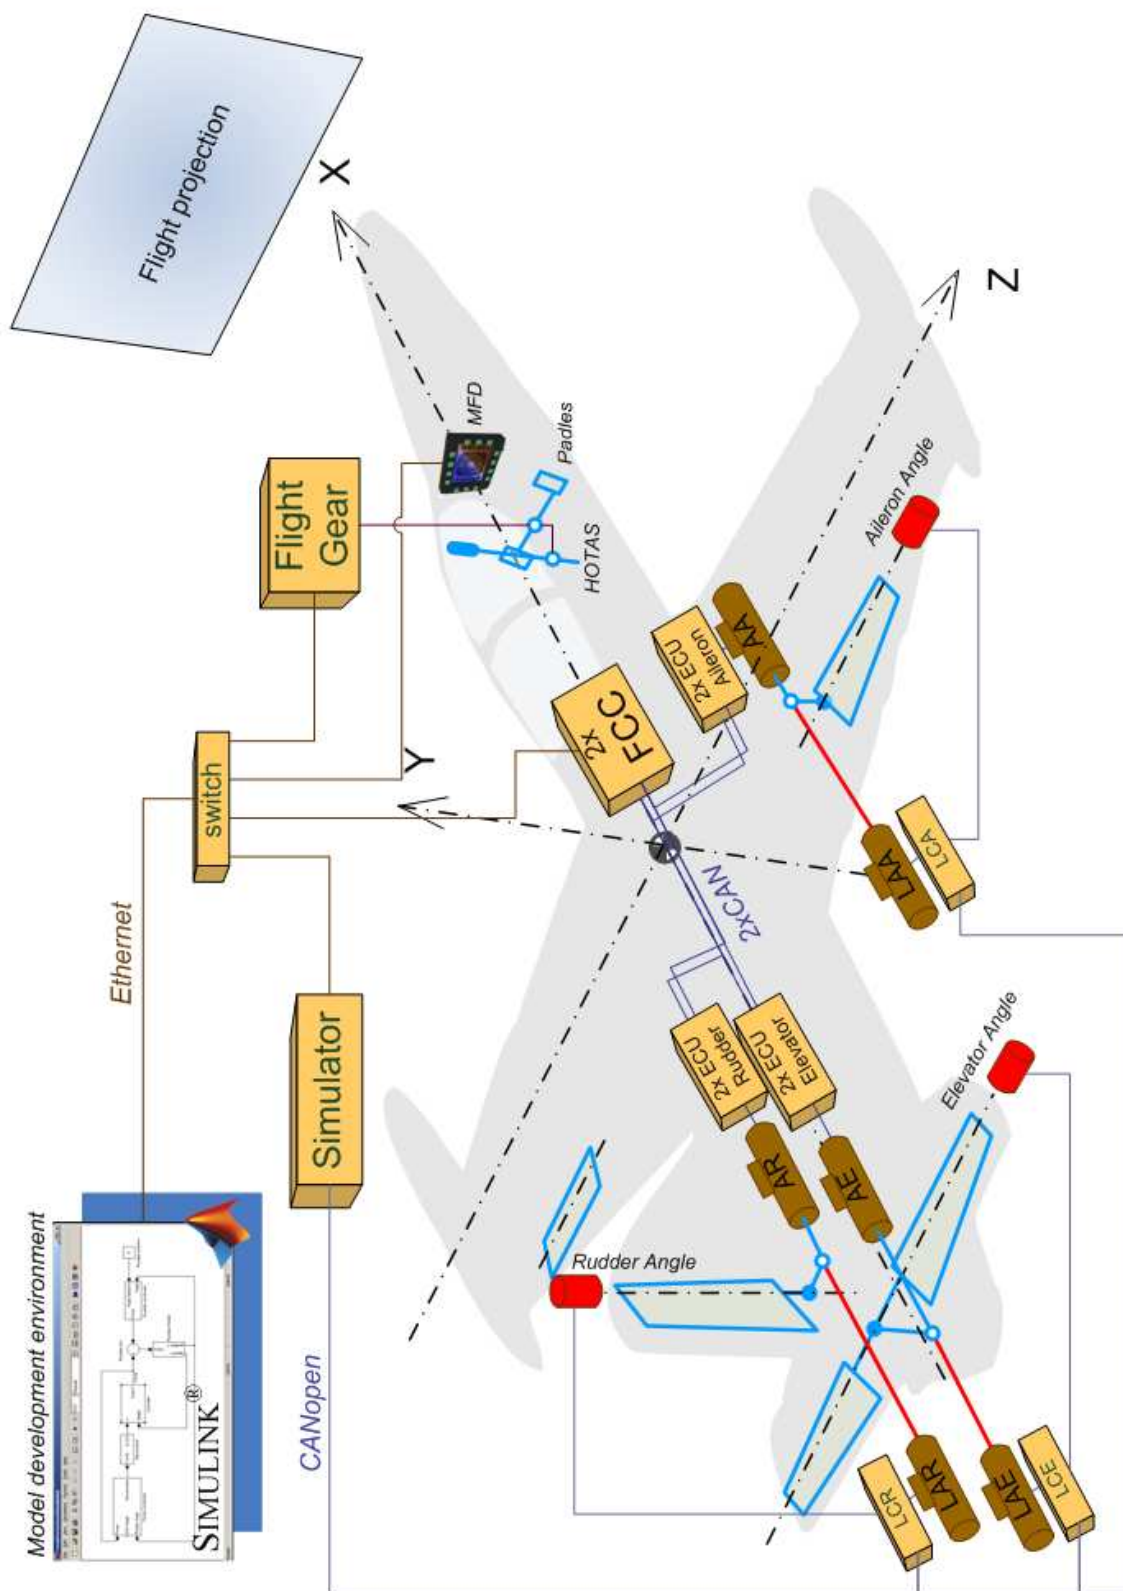 Flight projection
X
Z
Y
MFD
Padles
HOTAS
Flight
Gear
Aileron Angle
2x ECU
Aileron
AA
2x
FCC
switch
Ethernet
2xCAN
LAA
LCA
Simulator
2x ECU
Rudder
2x ECU
Elevator
Elevator Angle
AR
AE
Rudder Angle
Model development environment
SIMULINK®
CANopen
LCR
LAR
LAE
LCE